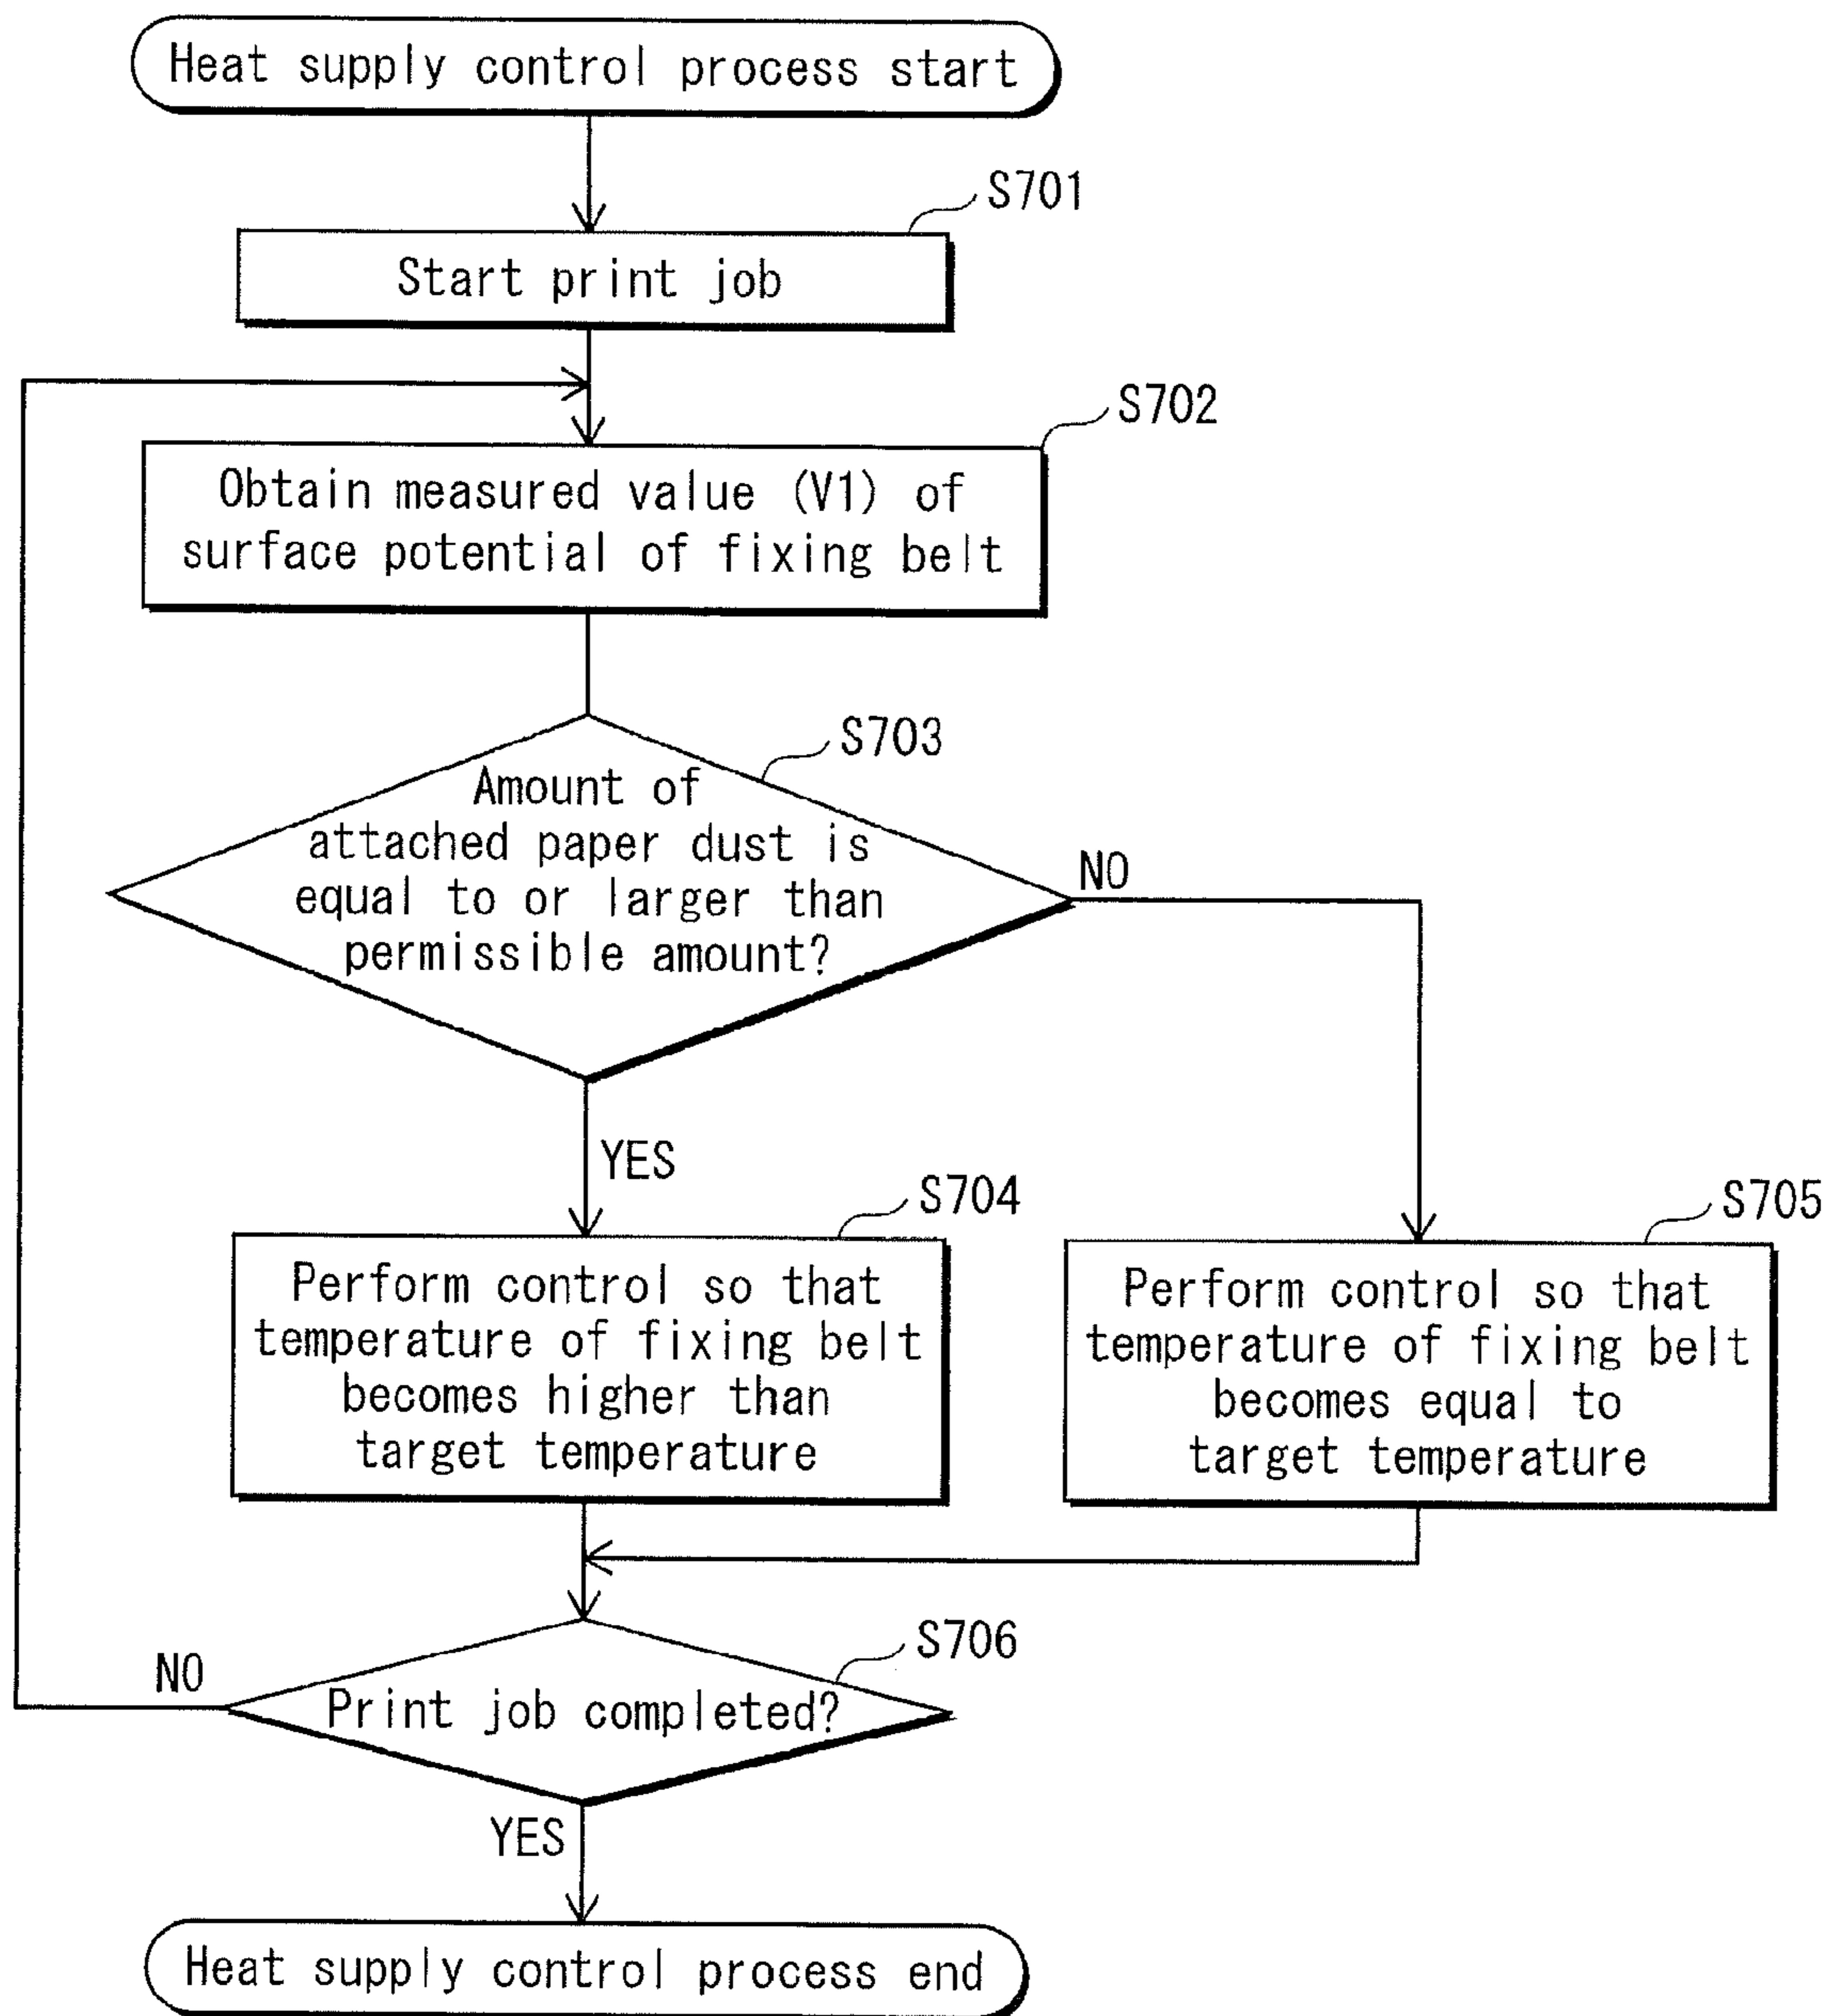 Heat supply control process start
S701
Start print job
S702
Obtain measured value (V1) of
surface potential of fixing belt
S703
Amount of
attached paper dust is
equal to or larger than
permissible amount?
NO
YES
S704
Perform control so that
temperature of fixing belt
becomes higher than
target temperature
S705
Perform control so that
temperature of fixing belt
becomes equal to
target temperature
S706
Print job completed?
NO
YES
Heat supply control process end